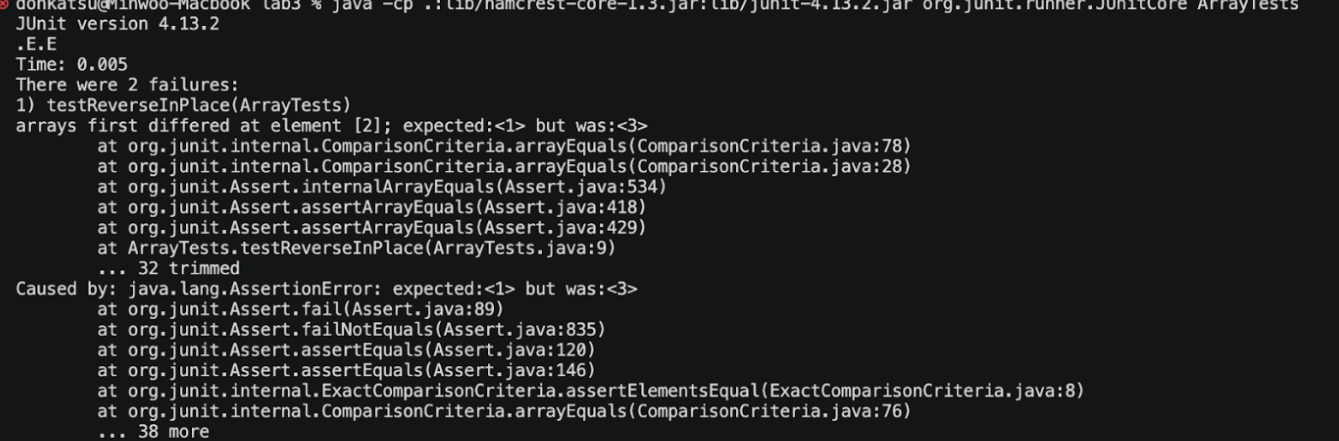 donkatsu@Minwoo-Macbook lab3 % java -cp .:lib/hamcrest-core-1.3.jar:lib/junit-4.13.2.jar org.junit.runner.JUnitCore ArrayTests
JUnit version 4.13.2
.E.E
Time: 0.005
There were 2 failures:
1) testReverseInPlace(ArrayTests)
arrays first differed at element [2]; expected:<1> but was:<3>
        at org.junit.internal.ComparisonCriteria.arrayEquals(ComparisonCriteria.java:78)
        at org.junit.internal.ComparisonCriteria.arrayEquals(ComparisonCriteria.java:28)
        at org.junit.Assert.internalArrayEquals(Assert.java:534)
        at org.junit.Assert.assertArrayEquals(Assert.java:418)
        at org.junit.Assert.assertArrayEquals(Assert.java:429)
        at ArrayTests.testReverseInPlace(ArrayTests.java:9)
        ... 32 trimmed
Caused by: java.lang.AssertionError: expected:<1> but was:<3>
        at org.junit.Assert.fail(Assert.java:89)
        at org.junit.Assert.failNotEquals(Assert.java:835)
        at org.junit.Assert.assertEquals(Assert.java:120)
        at org.junit.Assert.assertEquals(Assert.java:146)
        at org.junit.internal.ExactComparisonCriteria.assertElementsEqual(ExactComparisonCriteria.java:8)
        at org.junit.internal.ComparisonCriteria.arrayEquals(ComparisonCriteria.java:76)
        ... 38 more